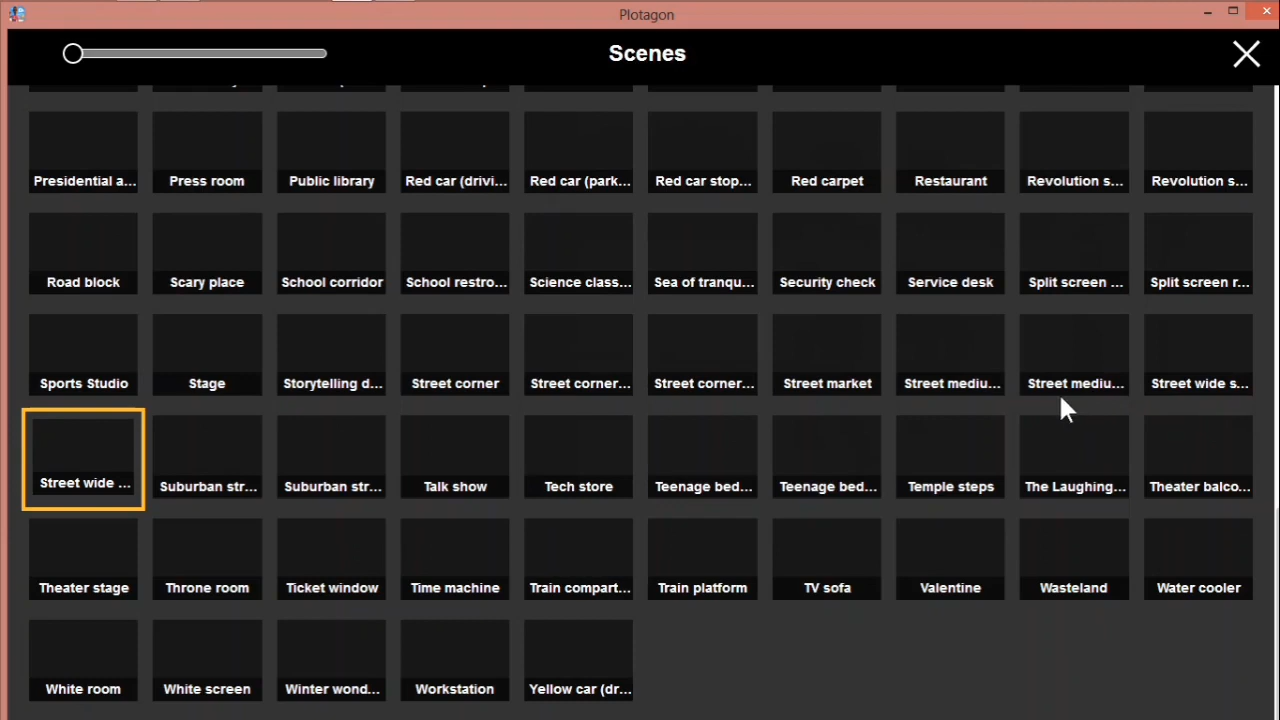 Plotagon
Scenes
Presidential a...
Press room
Public library
Red car (drivi...
Red car (park...
Red car stop...
Red carpet
Restaurant
Revolution s...
Revolution s...
Road block
Scary place
School corridor
School restro...
Science class...
Sea of tranqu...
Security check
Service desk
Split screen ...
Split screen r...
Sports Studio
Stage
Storytelling d...
Street corner
Street corner...
Street corner...
Street market
Street mediu...
Street mediu...
Street wide s...
Street wide ...
Suburban str...
Suburban str...
Talk show
Tech store
Teenage bed...
Teenage bed...
Temple steps
The Laughing...
Theater balco...
Theater stage
Throne room
Ticket window
Time machine
Train compart...
Train platform
TV sofa
Valentine
Wasteland
Water cooler
White room
White screen
Winter wond...
Workstation
Yellow car (dr...